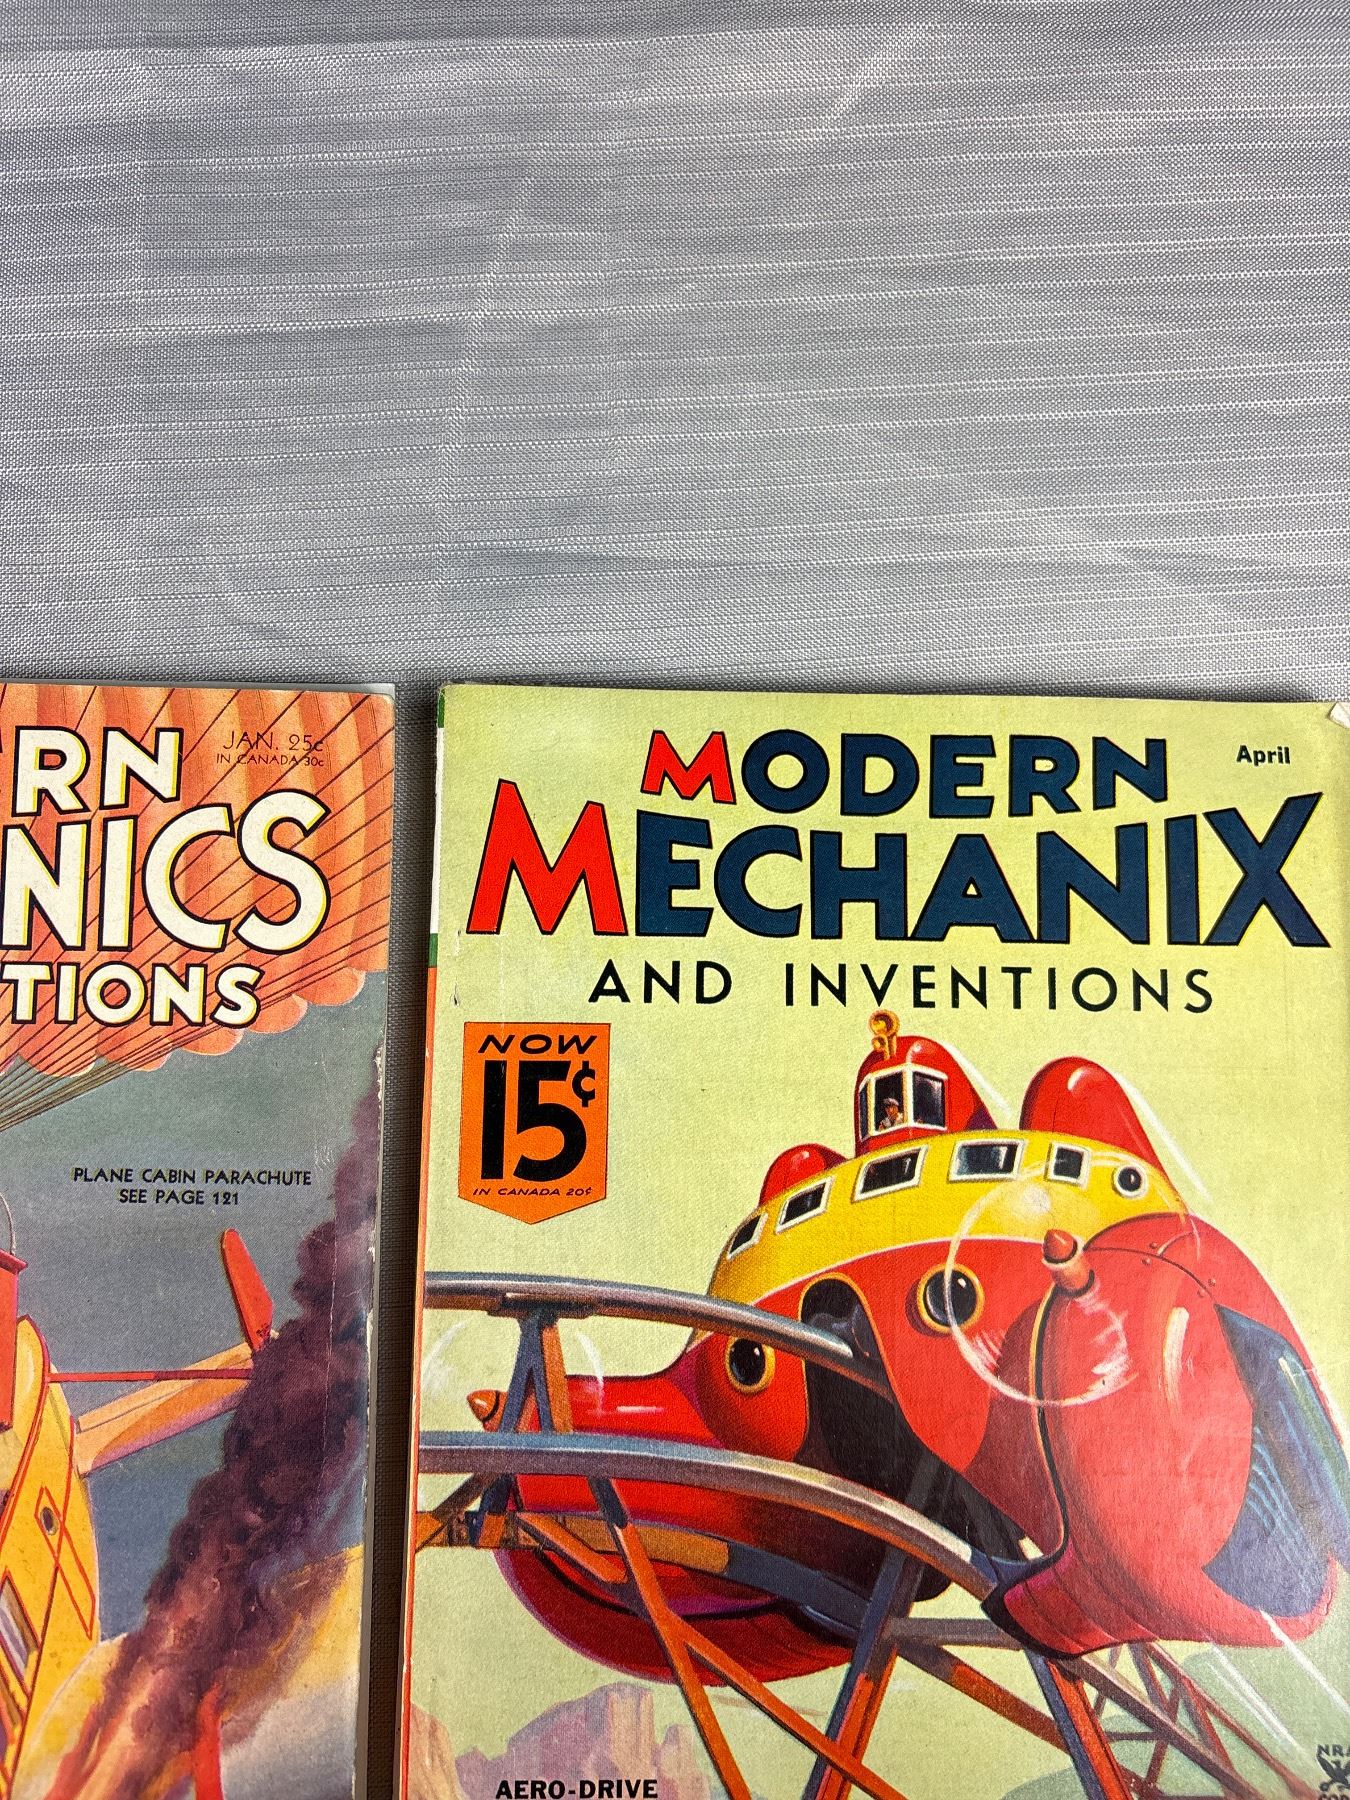 RN
NICS
TIONS
JAN. 25c
IN CANADA 30c
PLANE CABIN PARACHUTE
SEE PAGE 121
MODERN
MECHANIX
AND INVENTIONS
April
NOW
15¢
IN CANADA 20¢
AERO-DRIVE
NRA